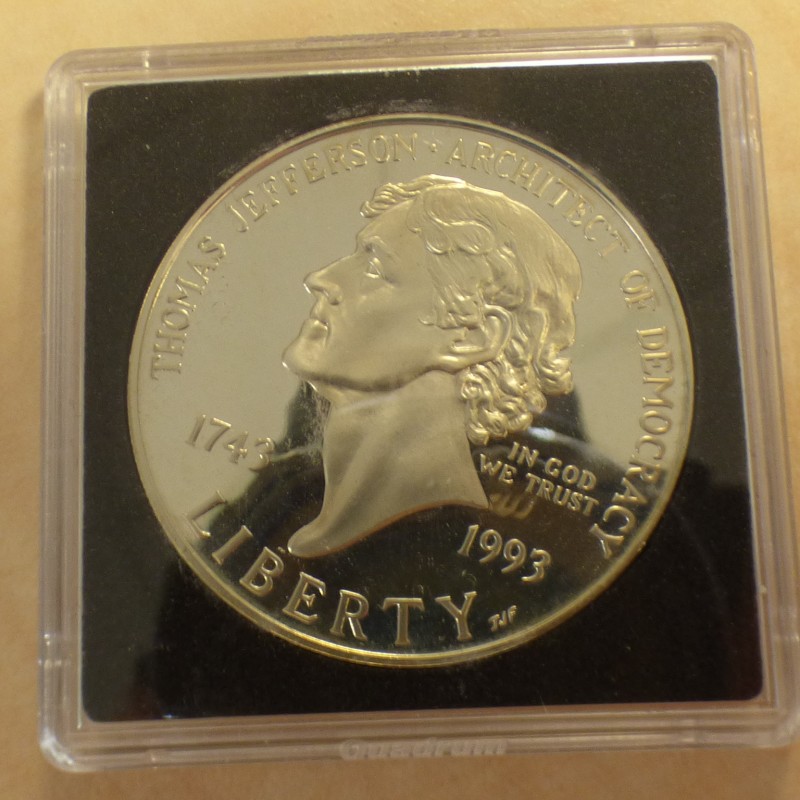 THOMAS JEFFERSON · ARCHITECT OF DEMOCRACY
1743
IN GOD
WE TRUST
1993
LIBERTY
TJF
Quadrum